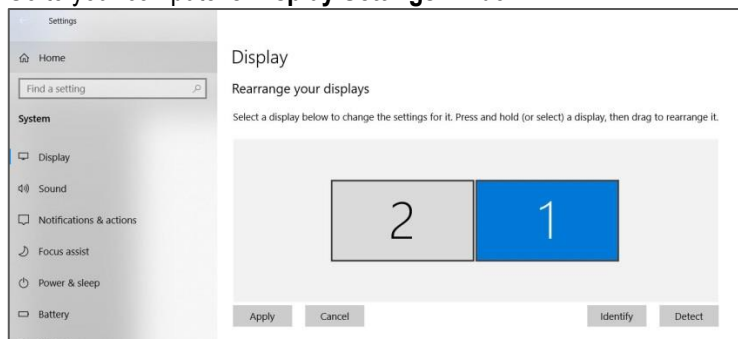 Settings
Home
Find a setting
System
Display
Sound
Notifications & actions
Focus assist
Power & sleep
Battery
Display
Rearrange your displays
Select a display below to change the settings for it. Press and hold (or select) a display, then drag to rearrange it.
2 1
Apply Cancel Identify Detect